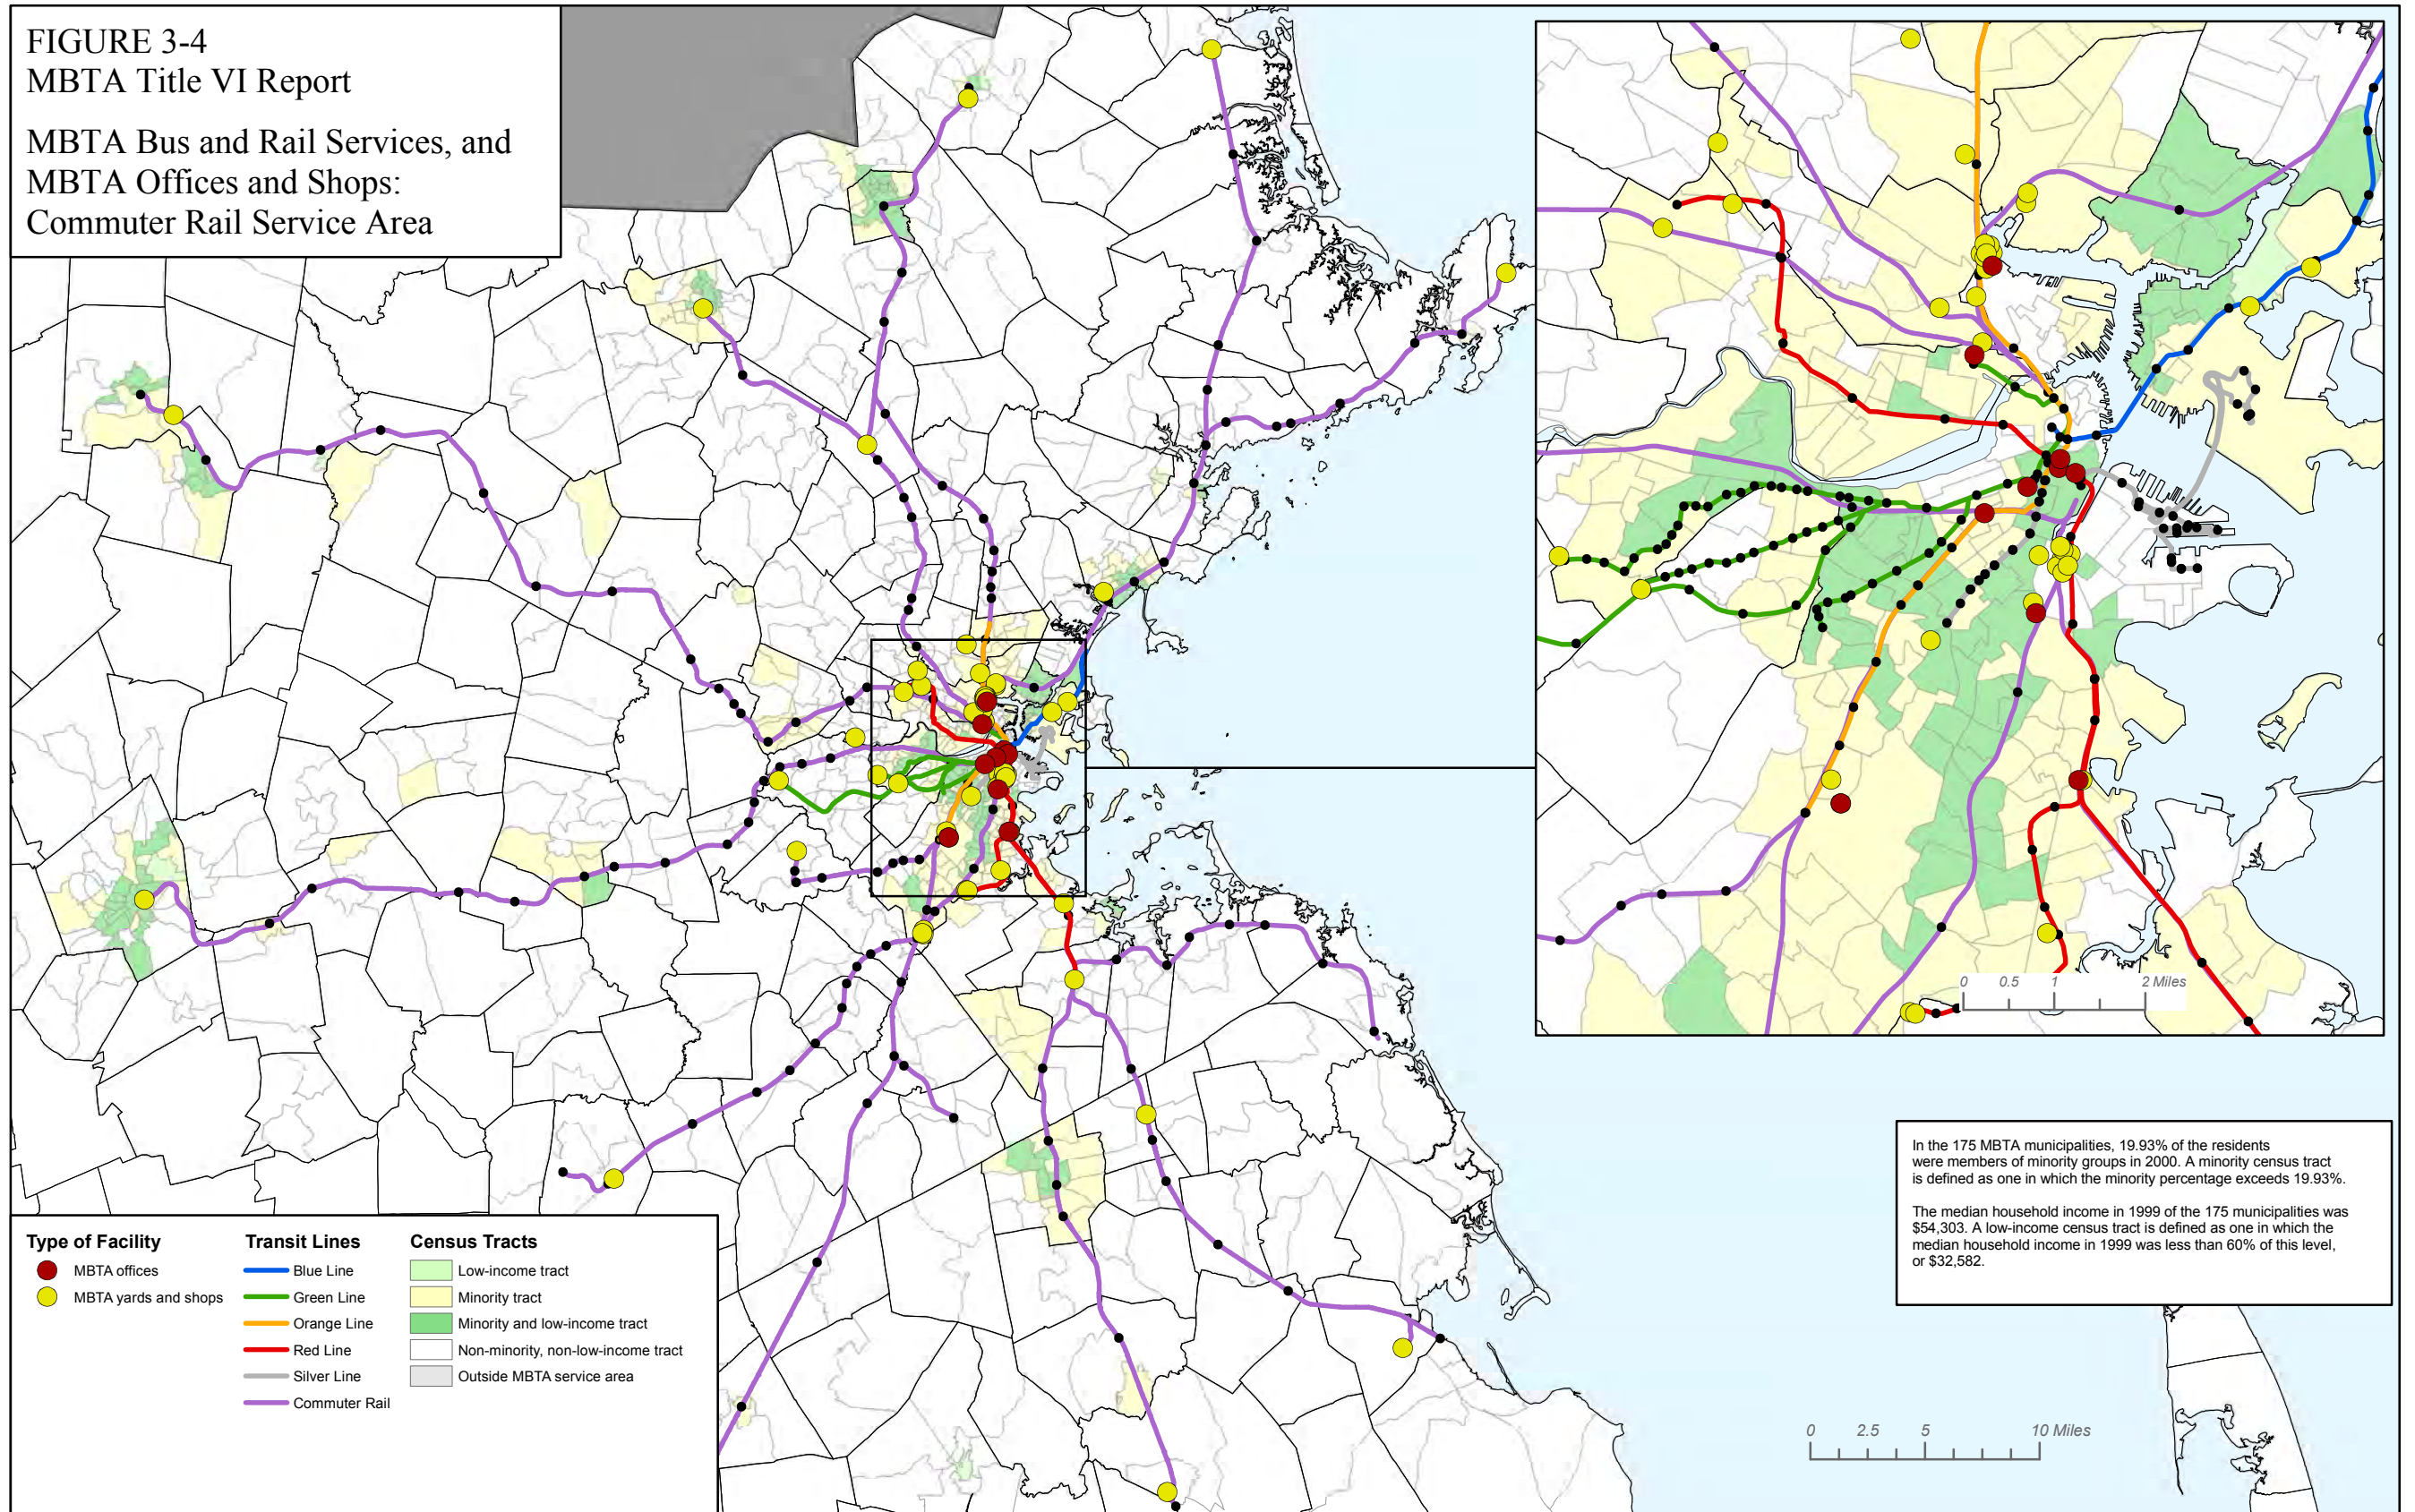 FIGURE 3-4
MBTA Title VI Report
MBTA Bus and Rail Services, and
MBTA Offices and Shops:
Commuter Rail Service Area
0 0.5 1 2 Miles
In the 175 MBTA municipalities, 19.93% of the residents
were members of minority groups in 2000. A minority census tract
is defined as one in which the minority percentage exceeds 19.93%.
The median household income in 1999 of the 175 municipalities was
$54,303. A low-income census tract is defined as one in which the
median household income in 1999 was less than 60% of this level,
or $32,582.
Type of Facility
MBTA offices
MBTA yards and shops
Transit Lines
Blue Line
Green Line
Orange Line
Red Line
Silver Line
Commuter Rail
Census Tracts
Low-income tract
Minority tract
Minority and low-income tract
Non-minority, non-low-income tract
Outside MBTA service area
0 2.5 5 10 Miles